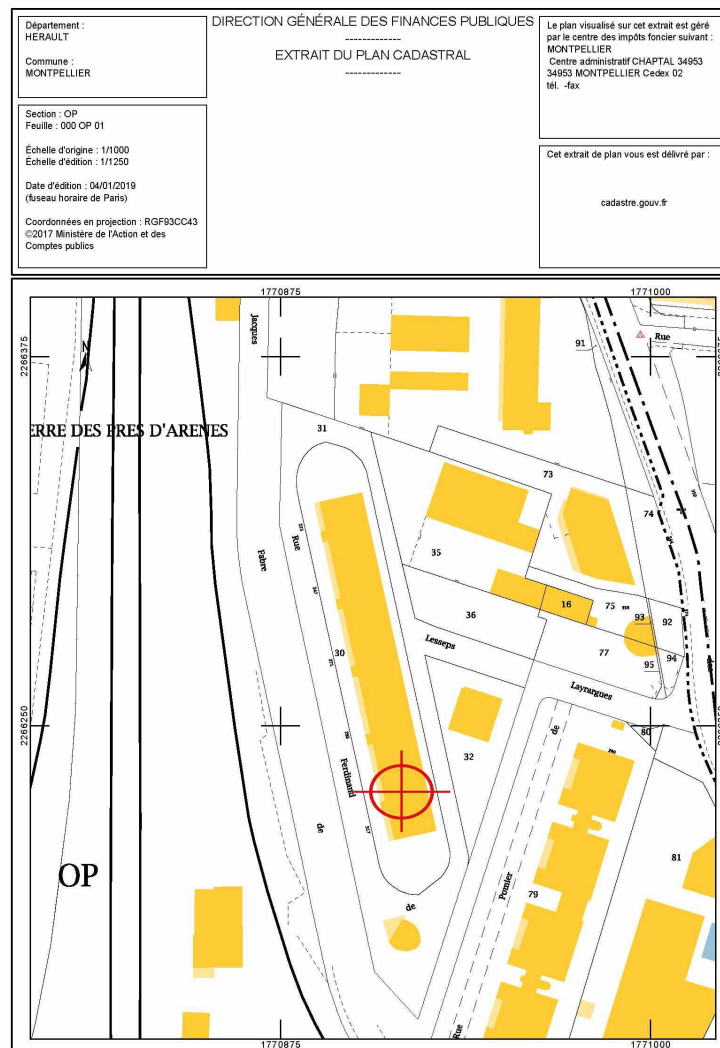 Département :
HERAULT
Commune :
MONTPELLIER
Section : OP
Feuille : 000 OP 01
Échelle d'origine : 1/1000
Échelle d'édition : 1/1250
Date d'édition : 04/01/2019
(fuseau horaire de Paris)
Coordonnées en projection : RGF93CC43
©2017 Ministère de l'Action et des
Comptes publics
DIRECTION GÉNÉRALE DES FINANCES PUBLIQUES
-------------
EXTRAIT DU PLAN CADASTRAL
-------------
Le plan visualisé sur cet extrait est géré
par le centre des impôts foncier suivant :
MONTPELLIER
Centre administratif CHAPTAL 34953
34953 MONTPELLIER Cedex 02
tél. -fax
Cet extrait de plan vous est délivré par :
cadastre.gouv.fr
1770875
1771000
2266375
2266375
N
Jacques
91
Rue
ERRE DES PRES D'ARENES
31
73
74
Rue
Fabre
35
16
75
93
92
36
30
Lesseps
77
94
95
des
Layrargues
2266250
2266250
de
80
32
Ferdinand
de
81
OP
Pomier
79
de
Rue
1770875
1771000